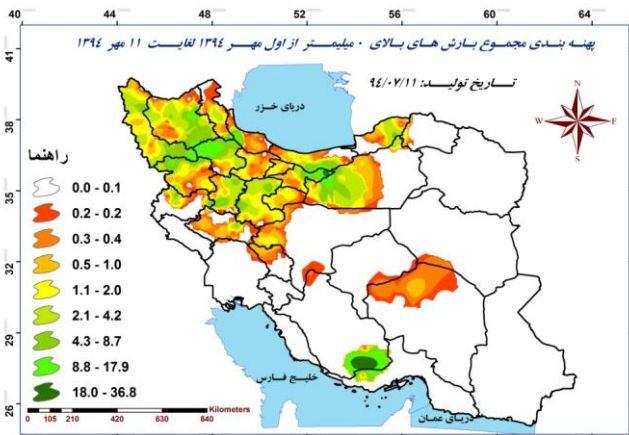 40 44 48 52 56 60 64
پهنه بندی مجموع بارش های بالای ۰ میلیمتر از اول مهر ۱۳۹۴ لغایت ۱۱ مهر ۱۳۹۴
تاریخ تولید: ۹۴/۰۷/۱۱
دریای خزر
N
W E
S
38
35
32
29
26
راهنما
0.0 - 0.1
0.2 - 0.2
0.3 - 0.4
0.5 - 1.0
1.1 - 2.0
2.1 - 4.2
4.3 - 8.7
8.8 - 17.9
18.0 - 36.8
خلیج فارس
دریای عمان
Kilometers
0 105 210 420 630 840